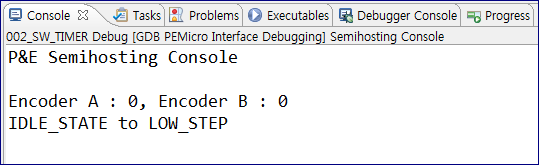 Console Tasks Problems Executables Debugger Console Progress
002_SW_TIMER Debug [GDB PEMicro Interface Debugging] Semihosting Console
P&E Semihosting Console
Encoder A : 0, Encoder B : 0
IDLE_STATE to LOW_STEP